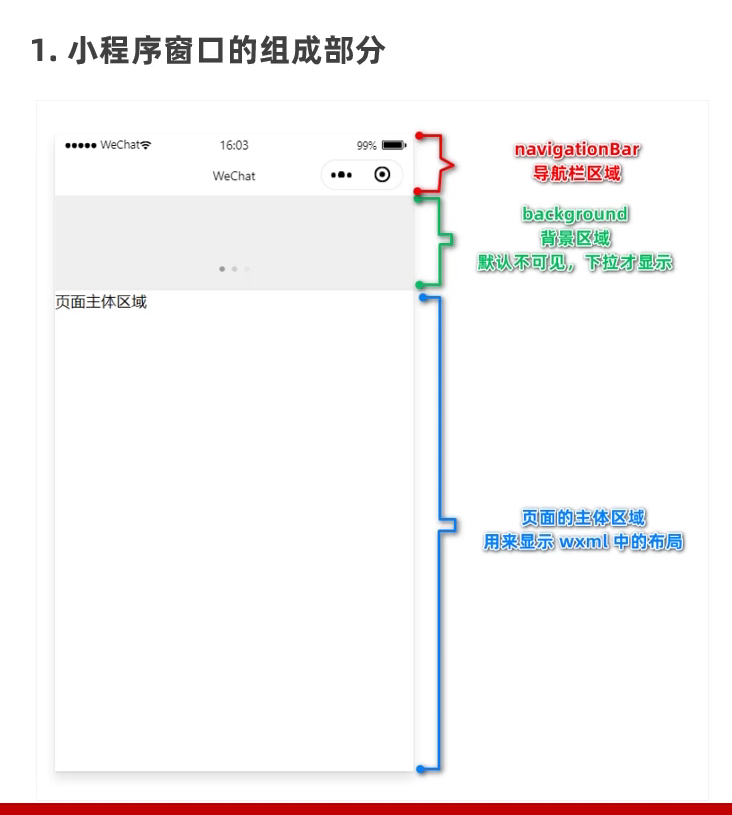 1. 小程序窗口的组成部分
WeChat
16:03
99%
WeChat
navigationBar
导航栏区域
background
背景区域
默认不可见，下拉才显示
页面主体区域
页面的主体区域
用来显示 wxml 中的布局